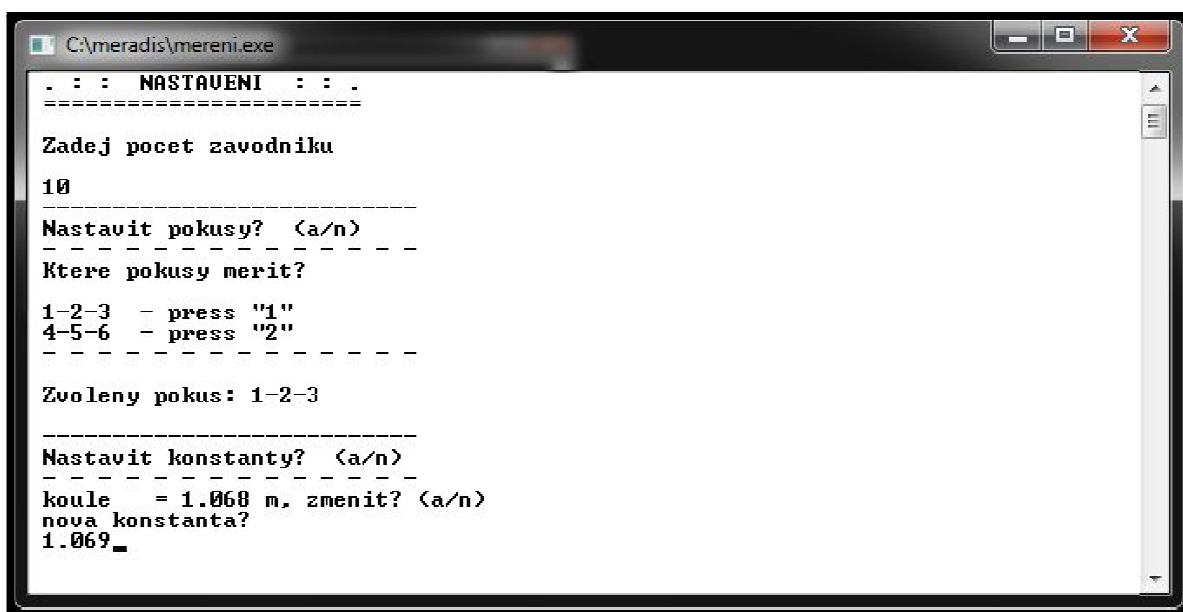 C:\meradis\mereni.exe
. : : NASTAVENI : : .
=======================
Zadej pocet zavodniku
10
---------------------------
Nastavit pokusy? (a/n)
- - - - - - - - - - - - - -
Ktere pokusy merit?
1-2-3 - press "1"
4-5-6 - press "2"
- - - - - - - - - - - - - -
Zvoleny pokus: 1-2-3
---------------------------
Nastavit konstanty? (a/n)
- - - - - - - - - - - - - -
koule = 1.068 m, zmenit? (a/n)
nova konstanta?
1.069_